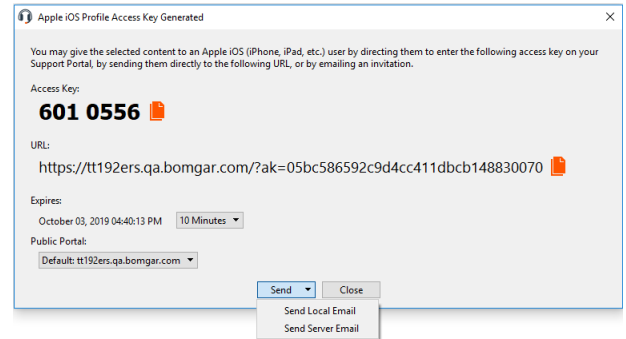 Apple iOS Profile Access Key Generated
You may give the selected content to an Apple iOS (iPhone, iPad, etc.) user by directing them to enter the following access key on your
Support Portal, by sending them directly to the following URL, or by emailing an invitation.
Access Key:
601 0556
URL:
https://tt192ers.qa.bomgar.com/?ak=05bc586592c9d4cc411dbcb148830070
Expires:
October 03, 2019 04:40:13 PM 10 Minutes
Public Portal:
Default: tt192ers.qa.bomgar.com
Send Close
Send Local Email
Send Server Email